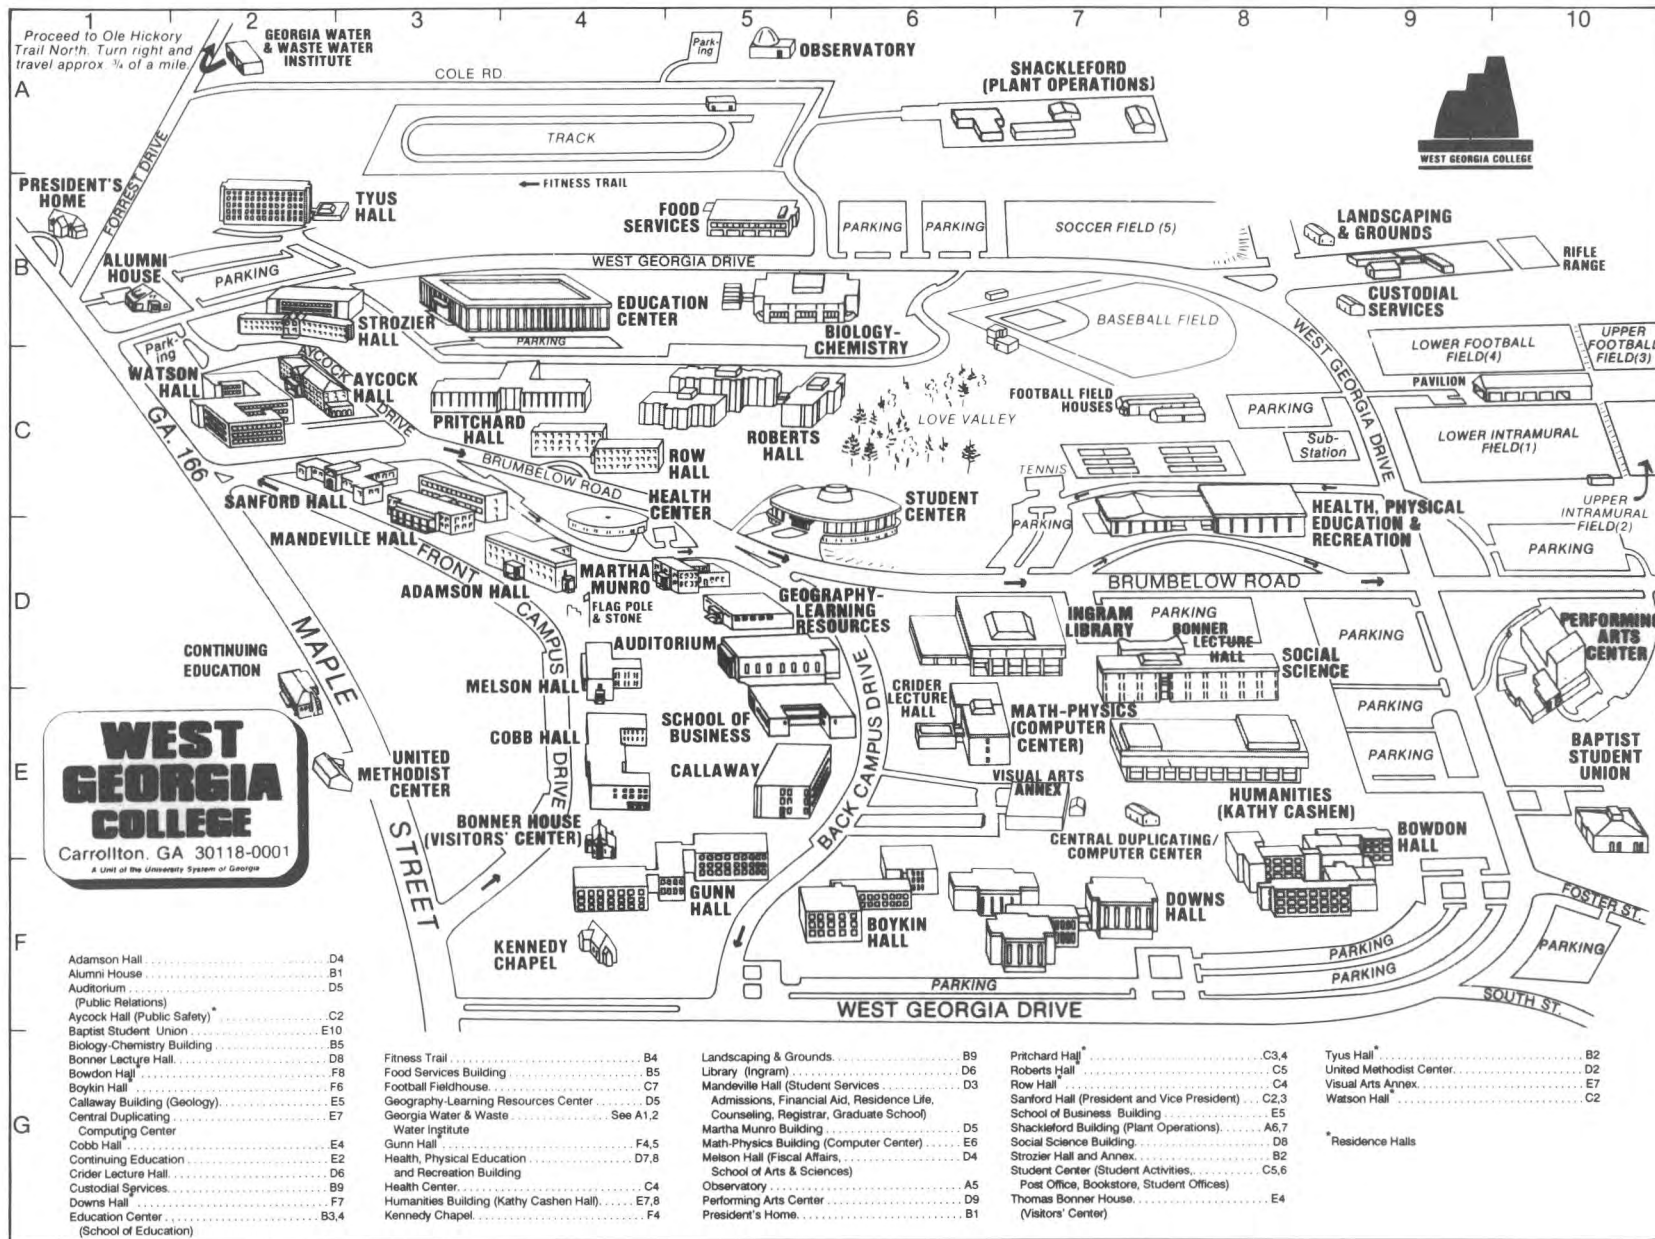 1 2 3 4 5 6 7 8 9 10
Proceed to Ole Hickory
Trail North. Turn right and
travel approx. ¾ of a mile.
GEORGIA WATER
& WASTE WATER
INSTITUTE
Park-
ing
OBSERVATORY
COLE RD.
SHACKLEFORD
(PLANT OPERATIONS)
A
TRACK
WEST GEORGIA COLLEGE
FORREST DRIVE
FITNESS TRAIL
PRESIDENT'S
HOME
TYUS
HALL
FOOD
SERVICES
PARKING
PARKING
SOCCER FIELD (5)
LANDSCAPING
& GROUNDS
RIFLE
RANGE
B
ALUMNI
HOUSE
PARKING
WEST GEORGIA DRIVE
EDUCATION
CENTER
CUSTODIAL
SERVICES
STROZIER
HALL
PARKING
BIOLOGY-
CHEMISTRY
BASEBALL FIELD
WEST GEORGIA DRIVE
LOWER FOOTBALL
FIELD(4)
UPPER
FOOTBALL
FIELD(3)
Park-
ing
WATSON
HALL
AYCOCK
DRIVE
AYCOCK
HALL
PAVILION
FOOTBALL FIELD
HOUSES
PARKING
C
GA. 166
PRITCHARD
HALL
ROBERTS
HALL
LOVE VALLEY
LOWER INTRAMURAL
FIELD(1)
Sub-
Station
ROW
HALL
BRUMBELOW ROAD
TENNIS
SANFORD HALL
HEALTH
CENTER
STUDENT
CENTER
UPPER
INTRAMURAL
FIELD(2)
PARKING
HEALTH, PHYSICAL
EDUCATION &
RECREATION
MANDEVILLE HALL
PARKING
FRONT
CAMPUS
DRIVE
ADAMSON HALL
MARTHA
MUNRO
BRUMBELOW ROAD
D
FLAG POLE
& STONE
GEOGRAPHY-
LEARNING
RESOURCES
INGRAM
LIBRARY
PARKING
BONNER
LECTURE
HALL
PARKING
PERFORMING
ARTS
CENTER
MAPLE
STREET
CONTINUING
EDUCATION
AUDITORIUM
SOCIAL
SCIENCE
MELSON HALL
BACK CAMPUS DRIVE
CRIDER
LECTURE
HALL
SCHOOL OF
BUSINESS
MATH-PHYSICS
(COMPUTER
CENTER)
PARKING
WEST
GEORGIA
COLLEGE
Carrollton, GA 30118-0001
A Unit of the University System of Georgia
COBB HALL
PARKING
BAPTIST
STUDENT
UNION
E
UNITED
METHODIST
CENTER
CALLAWAY
VISUAL ARTS
ANNEX
HUMANITIES
(KATHY CASHEN)
BONNER HOUSE
(VISITORS' CENTER)
CENTRAL DUPLICATING/
COMPUTER CENTER
BOWDON
HALL
GUNN
HALL
BOYKIN
HALL
DOWNS
HALL
FOSTER ST.
F
KENNEDY
CHAPEL
PARKING
PARKING
PARKING
PARKING
WEST GEORGIA DRIVE
SOUTH ST.
G
Adamson Hall D4
Alumni House B1
Auditorium D5
(Public Relations)
Aycock Hall (Public Safety)* C2
Baptist Student Union E10
Biology-Chemistry Building B5
Bonner Lecture Hall D8
Bowdon Hall* F8
Boykin Hall* F6
Callaway Building (Geology) E5
Central Duplicating E7
Computing Center
Cobb Hall* E4
Continuing Education E2
Crider Lecture Hall D6
Custodial Services B9
Downs Hall* F7
Education Center B3,4
(School of Education)
Fitness Trail B4
Food Services Building B5
Football Fieldhouse C7
Geography-Learning Resources Center D5
Georgia Water & Waste See A1,2
Water Institute
Gunn Hall* F4,5
Health, Physical Education D7,8
and Recreation Building
Health Center C4
Humanities Building (Kathy Cashen Hall) E7,8
Kennedy Chapel F4
Landscaping & Grounds B9
Library (Ingram) D6
Mandeville Hall (Student Services D3
Admissions, Financial Aid, Residence Life,
Counseling, Registrar, Graduate School)
Martha Munro Building D5
Math-Physics Building (Computer Center) E6
Melson Hall (Fiscal Affairs, D4
School of Arts & Sciences)
Observatory A5
Performing Arts Center D9
President's Home B1
Pritchard Hall* C3,4
Roberts Hall* C5
Row Hall* C4
Sanford Hall (President and Vice President) C2,3
School of Business Building E5
Shackleford Building (Plant Operations) A6,7
Social Science Building D8
Strozier Hall and Annex B2
Student Center (Student Activities, C5,6
Post Office, Bookstore, Student Offices)
Thomas Bonner House E4
(Visitors' Center)
Tyus Hall* B2
United Methodist Center D2
Visual Arts Annex E7
Watson Hall* C2
*Residence Halls